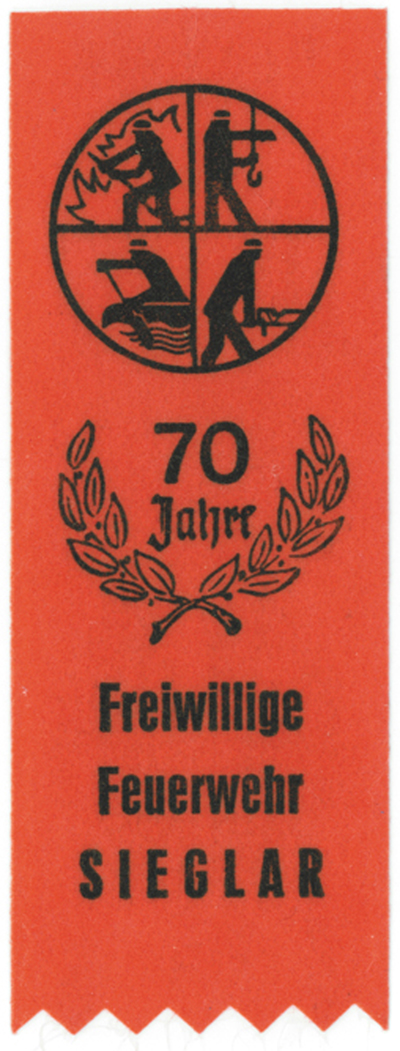 70
Jahre
Freiwillige
Feuerwehr
SIEGLAR